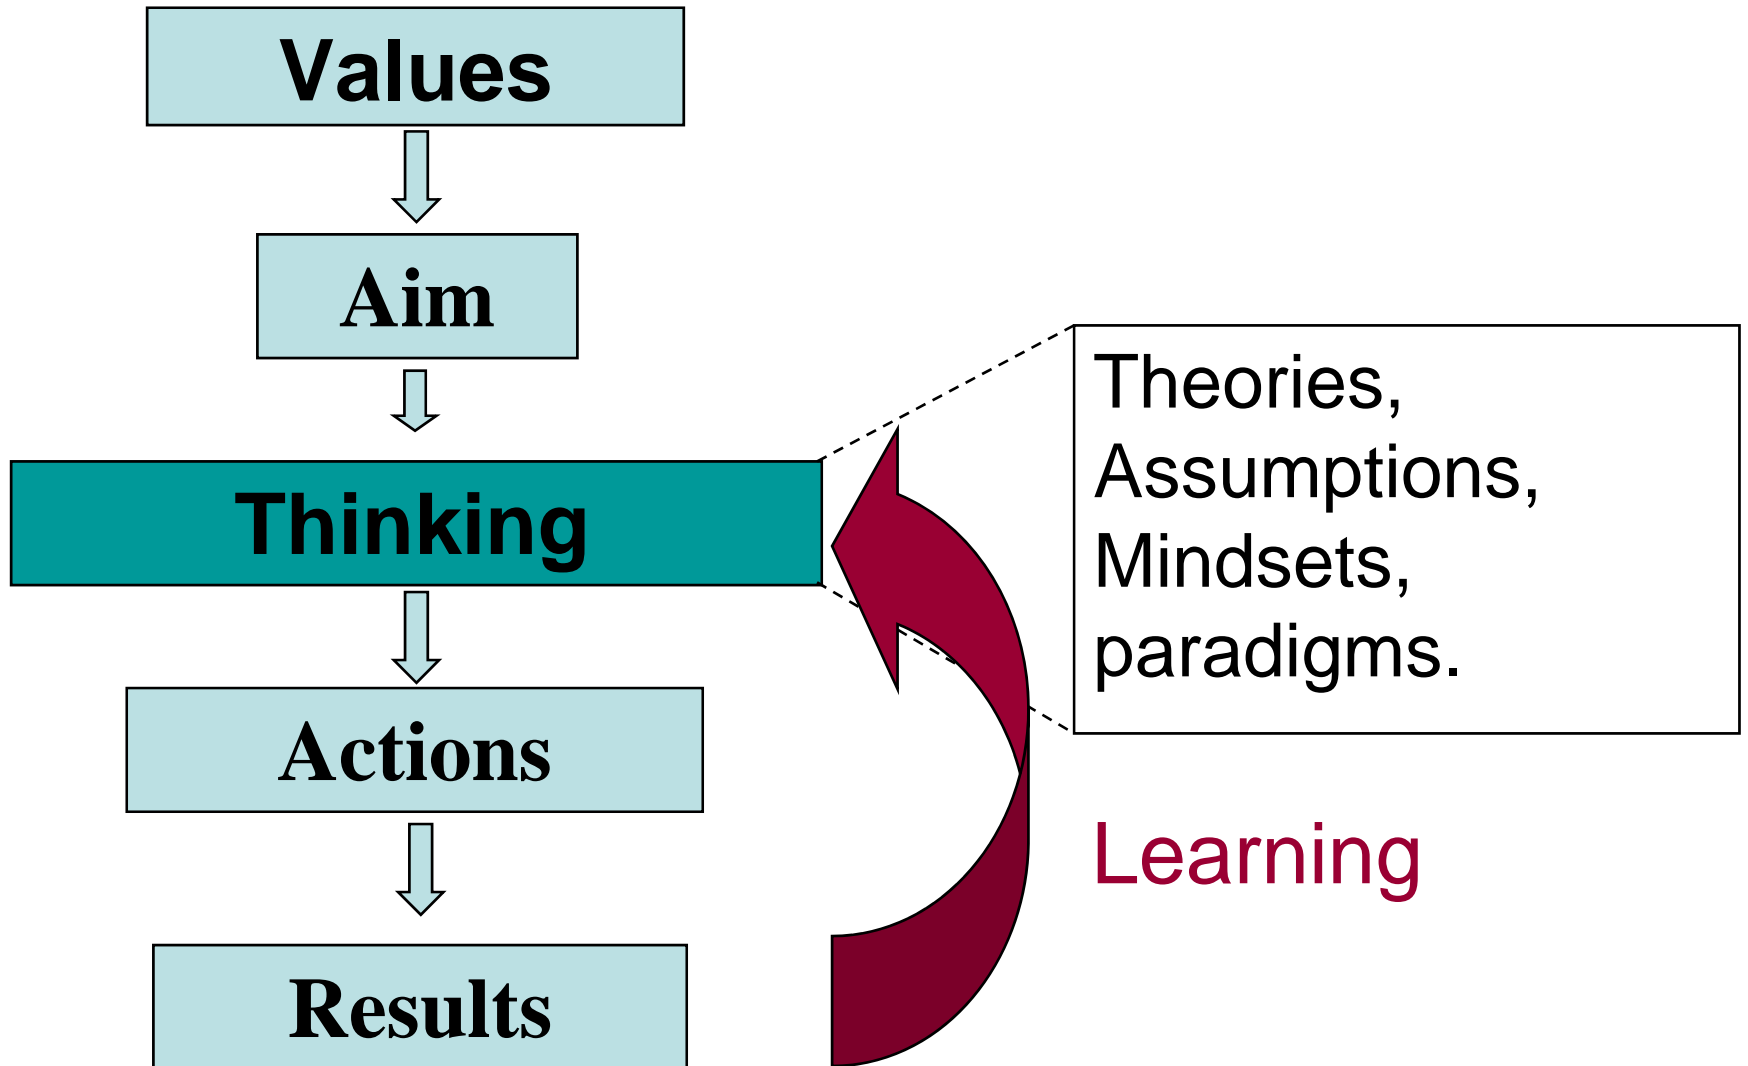 Values
Aim
Thinking
Actions
Results
Theories,
Assumptions,
Mindsets,
paradigms.
Learning